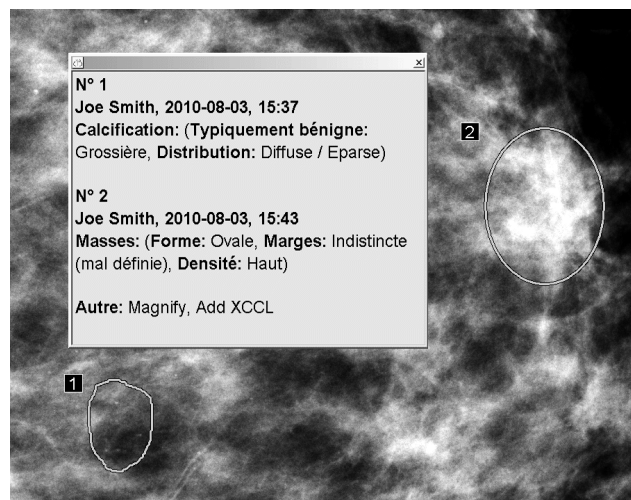 N° 1
Joe Smith, 2010-08-03, 15:37
Calcification: (Typiquement bénigne:
Grossière, Distribution: Diffuse / Eparse)
N° 2
Joe Smith, 2010-08-03, 15:43
Masses: (Forme: Ovale, Marges: Indistincte
(mal définie), Densité: Haut)
Autre: Magnify, Add XCCL
2
1